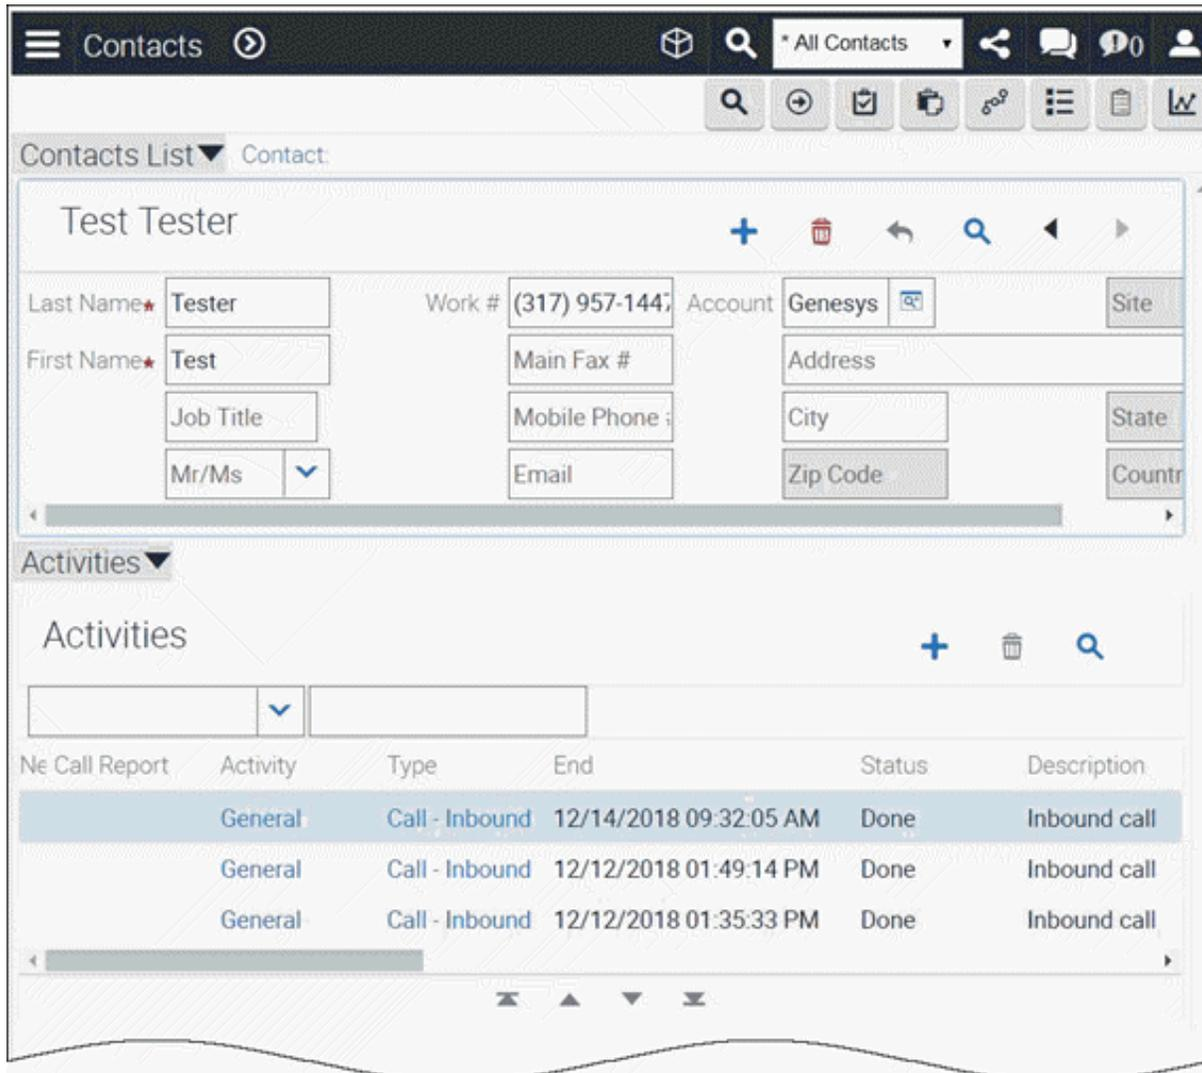 Contacts * All Contacts 0
Contacts List Contact:
Test Tester
Last Name* Tester Work # (317) 957-1447 Account Genesys Site
First Name* Test Main Fax # Address
Job Title Mobile Phone City State
Mr/Ms Email Zip Code Countr
Activities
Activities
Ne Call Report Activity Type End Status Description
General Call - Inbound 12/14/2018 09:32:05 AM Done Inbound call
General Call - Inbound 12/12/2018 01:49:14 PM Done Inbound call
General Call - Inbound 12/12/2018 01:35:33 PM Done Inbound call